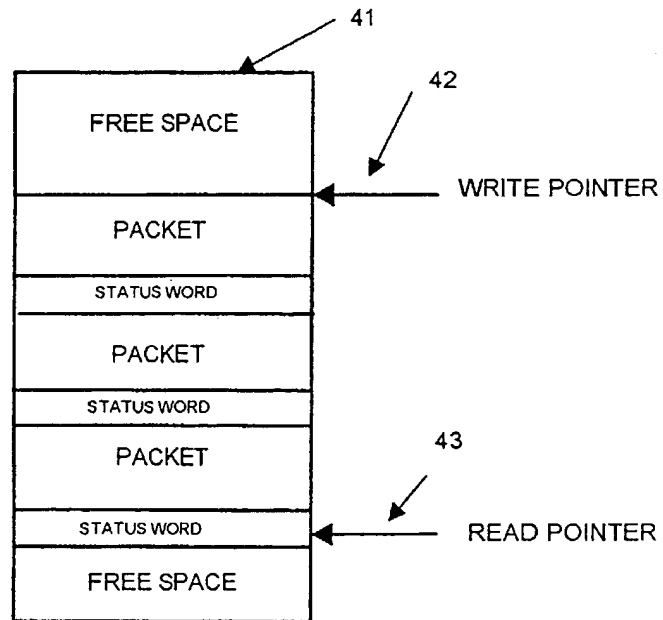 41
42
FREE SPACE
WRITE POINTER
PACKET
STATUS WORD
PACKET
STATUS WORD
PACKET
43
STATUS WORD
READ POINTER
FREE SPACE